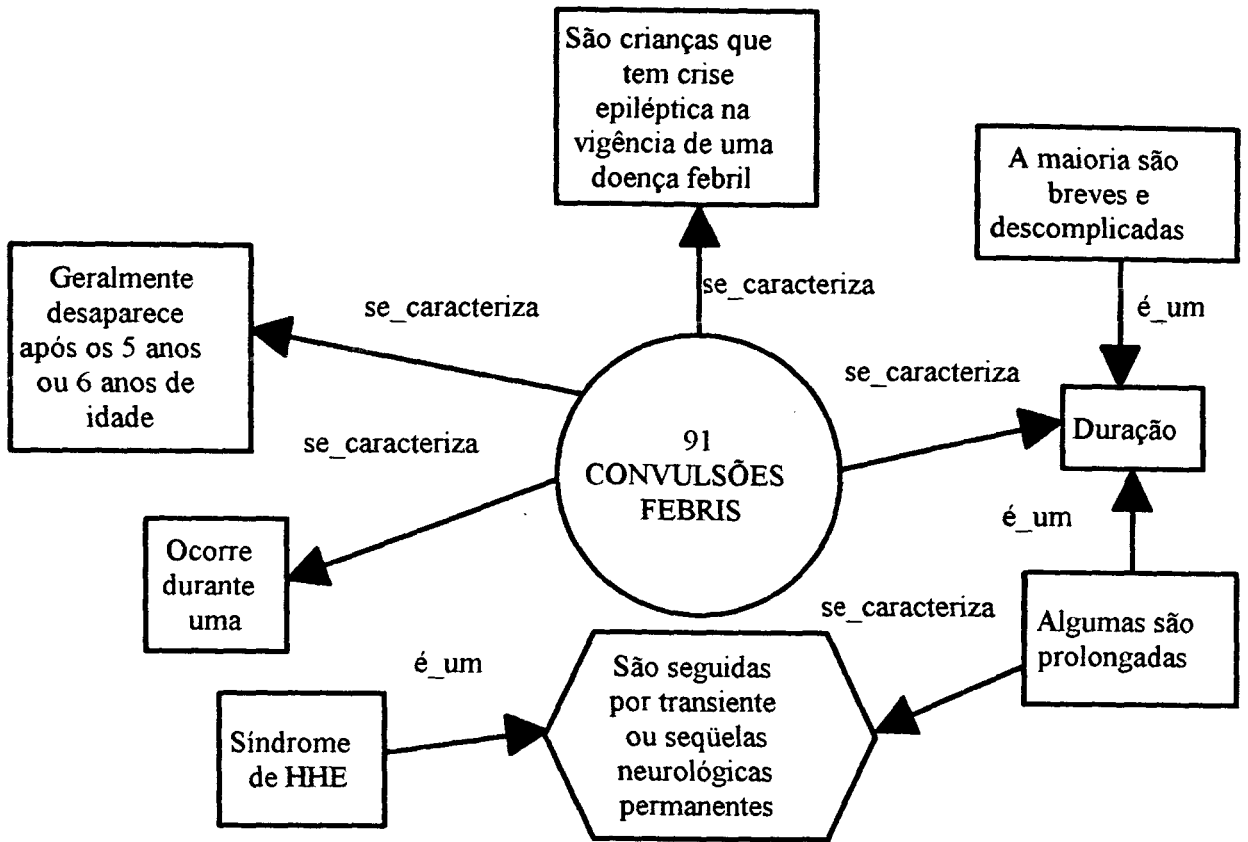 São crianças que
tem crise
epiléptica na
vigência de uma
doença febril
A maioria são
breves e
descomplicadas
Geralmente
desaparece
após os 5 anos
ou 6 anos de
idade
se_caracteriza
se_caracteriza
é_um
se_caracteriza
se_caracteriza
91
CONVULSÕES
FEBRIS
Duração
é_um
Ocorre
durante
uma
se_caracteriza
Algumas são
prolongadas
é_um
São seguidas
por transiente
ou seqüelas
neurológicas
permanentes
Síndrome
de HHE